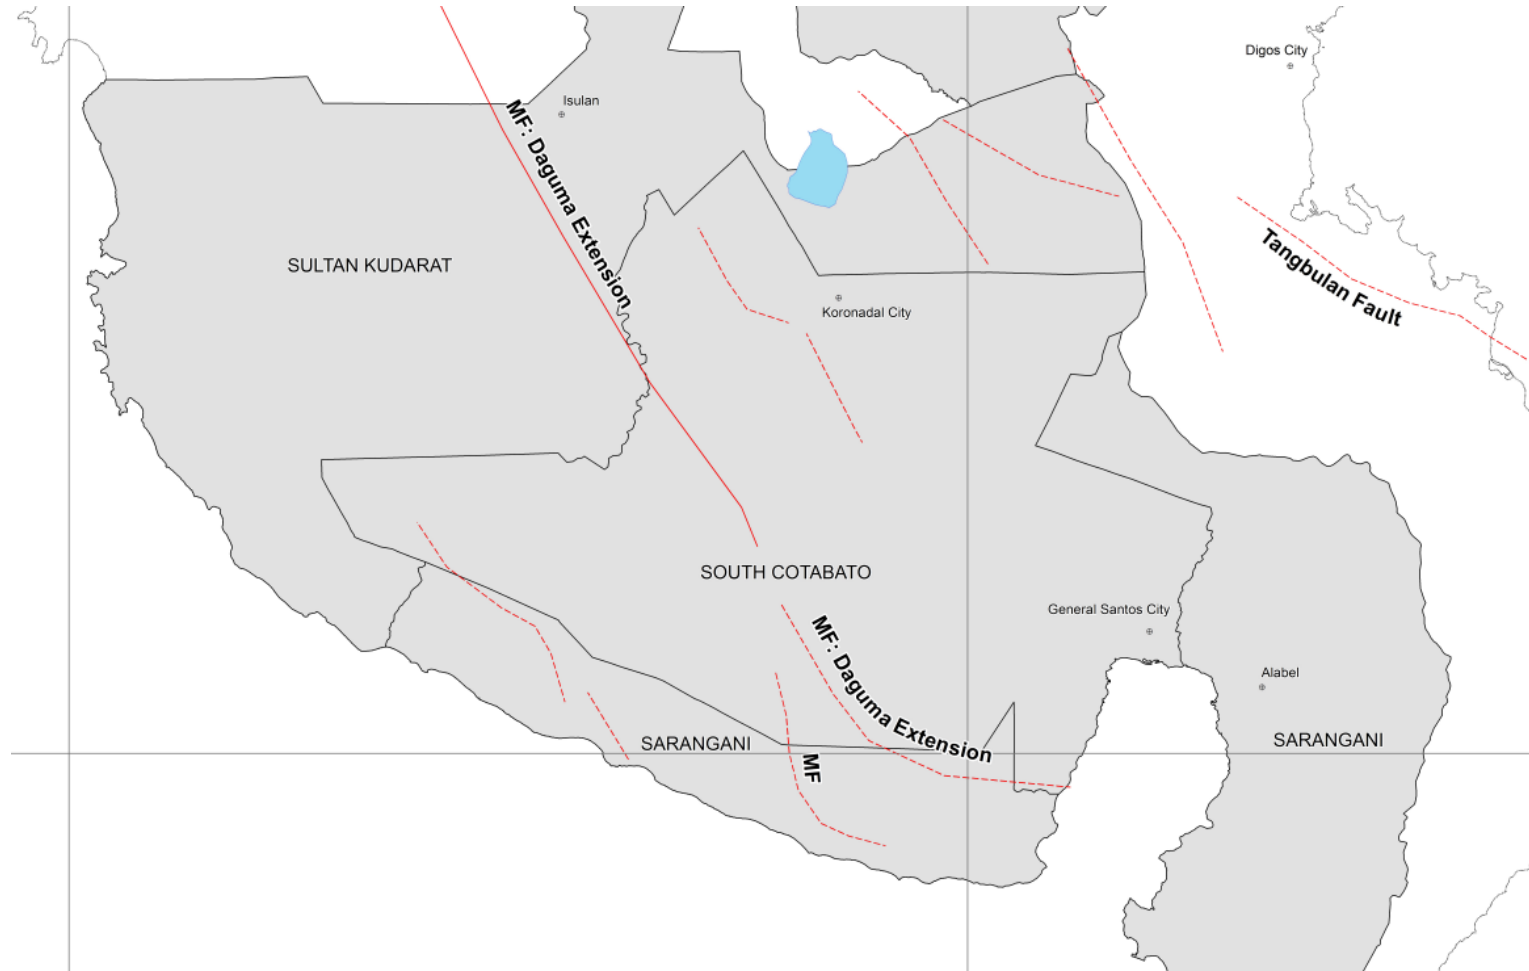 Digos City
Isulan
MF: Daguma Extension
Tangbulan Fault
SULTAN KUDARAT
Koronadal City
SOUTH COTABATO
General Santos City
MF: Daguma Extension
Alabel
SARANGANI
SARANGANI
MF